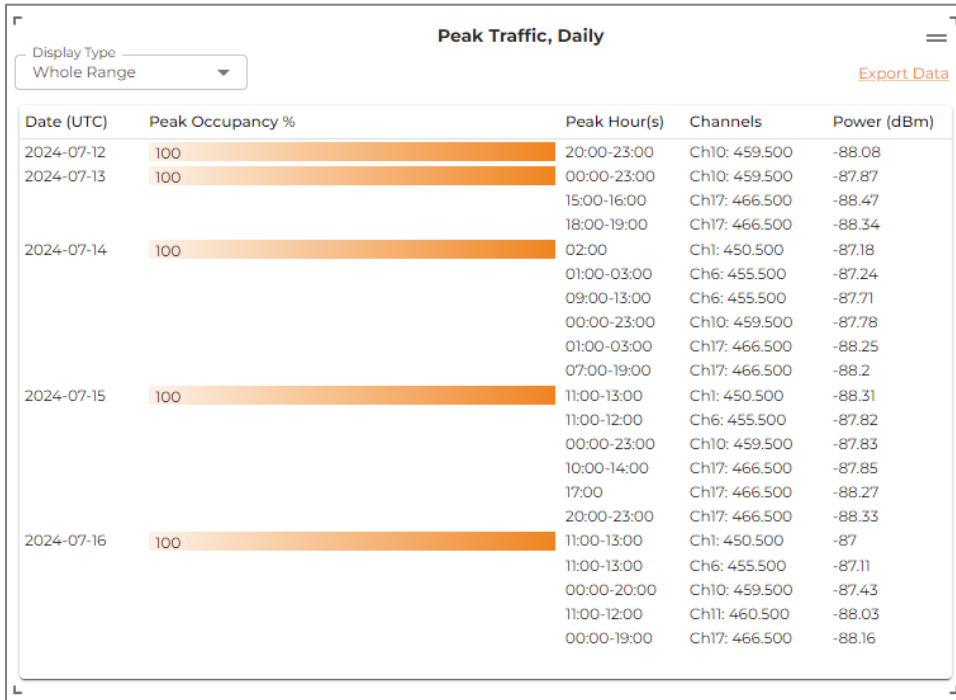 Peak Traffic, Daily
Display Type
Whole Range
Export Data
Date (UTC) Peak Occupancy % Peak Hour(s) Channels Power (dBm)
2024-07-12 100 20:00-23:00 Ch10: 459.500 -88.08
2024-07-13 100 00:00-23:00 Ch10: 459.500 -87.87
15:00-16:00 Ch17: 466.500 -88.47
18:00-19:00 Ch17: 466.500 -88.34
2024-07-14 100 02:00 Ch1: 450.500 -87.18
01:00-03:00 Ch6: 455.500 -87.24
09:00-13:00 Ch6: 455.500 -87.71
00:00-23:00 Ch10: 459.500 -87.78
01:00-03:00 Ch17: 466.500 -88.25
07:00-19:00 Ch17: 466.500 -88.2
2024-07-15 100 11:00-13:00 Ch1: 450.500 -88.31
11:00-12:00 Ch6: 455.500 -87.82
00:00-23:00 Ch10: 459.500 -87.83
10:00-14:00 Ch17: 466.500 -87.85
17:00 Ch17: 466.500 -88.27
20:00-23:00 Ch17: 466.500 -88.33
2024-07-16 100 11:00-13:00 Ch1: 450.500 -87
11:00-13:00 Ch6: 455.500 -87.11
00:00-20:00 Ch10: 459.500 -87.43
11:00-12:00 Ch11: 460.500 -88.03
00:00-19:00 Ch17: 466.500 -88.16